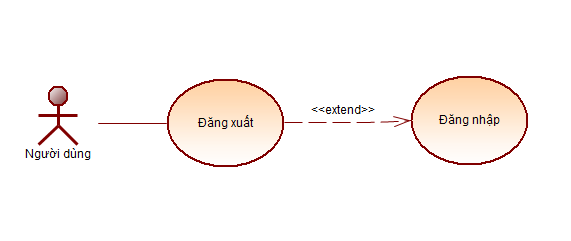 Đăng xuất
<<extend>>
Đăng nhập
Người dùng